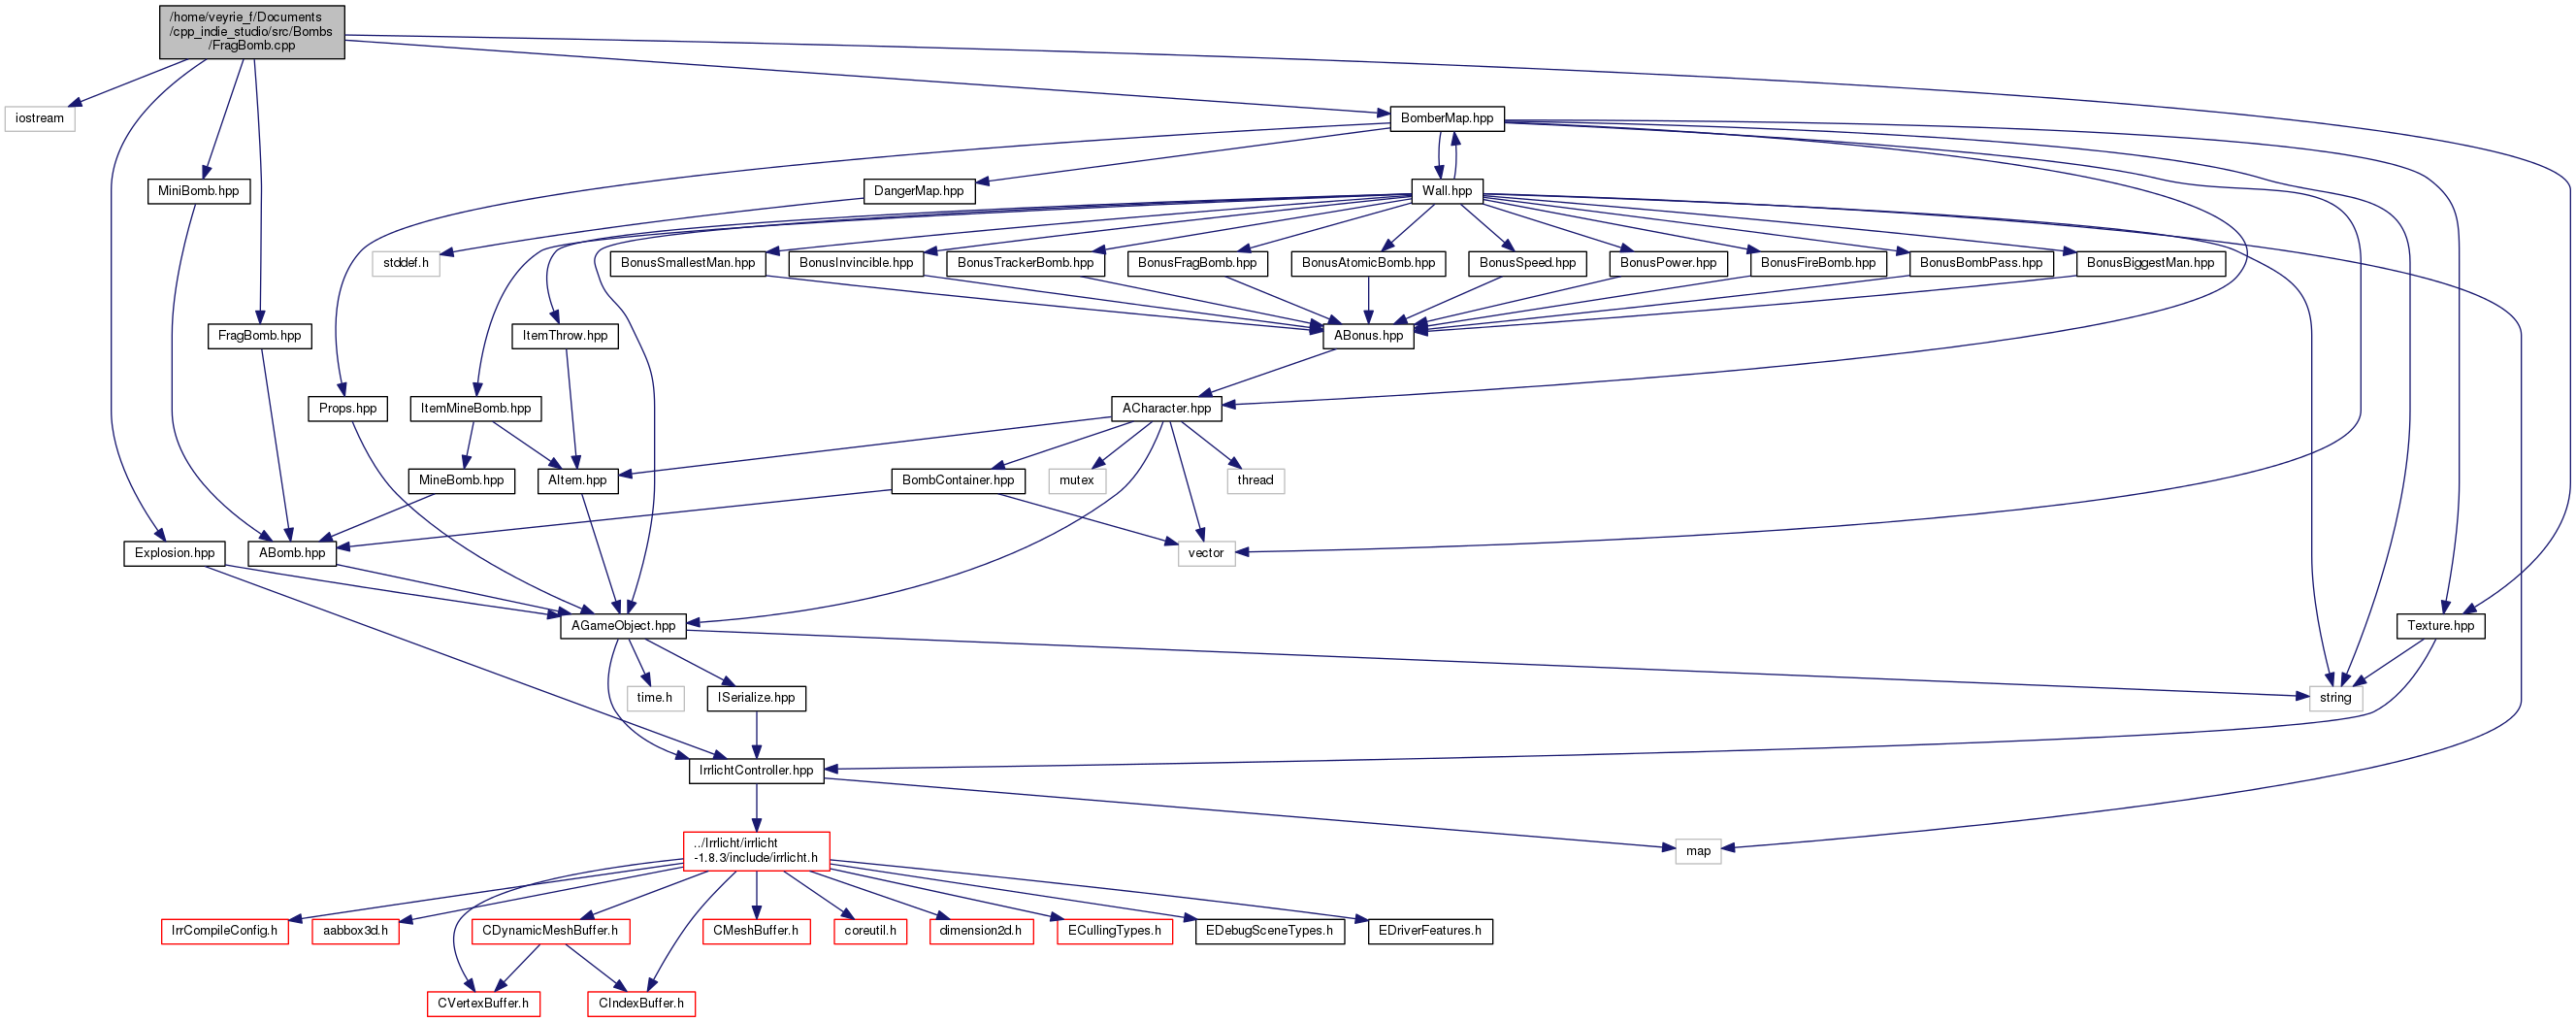 /home/veyrie_f/Documents
/cpp_indie_studio/src/Bombs
/FragBomb.cpp
iostream
BomberMap.hpp
MiniBomb.hpp
DangerMap.hpp
Wall.hpp
stddef.h
BonusSmallestMan.hpp
BonusInvincible.hpp
BonusTrackerBomb.hpp
BonusFragBomb.hpp
BonusAtomicBomb.hpp
BonusSpeed.hpp
BonusPower.hpp
BonusFireBomb.hpp
BonusBombPass.hpp
BonusBiggestMan.hpp
FragBomb.hpp
ItemThrow.hpp
ABonus.hpp
Props.hpp
ItemMineBomb.hpp
ACharacter.hpp
MineBomb.hpp
AItem.hpp
BombContainer.hpp
mutex
thread
Explosion.hpp
ABomb.hpp
vector
AGameObject.hpp
Texture.hpp
time.h
ISerialize.hpp
string
IrrlichtController.hpp
../Irrlicht/irrlicht
-1.8.3/include/irrlicht.h
map
IrrCompileConfig.h
aabbox3d.h
CDynamicMeshBuffer.h
CMeshBuffer.h
coreutil.h
dimension2d.h
ECullingTypes.h
EDebugSceneTypes.h
EDriverFeatures.h
CVertexBuffer.h
CIndexBuffer.h